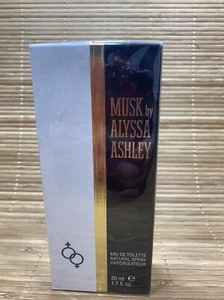 MUSK by
ALYSSA
ASHLEY
EAU DE TOILETTE
NATURAL SPRAY
VAPORISATEUR
50 ml e
1.7 fl. oz.